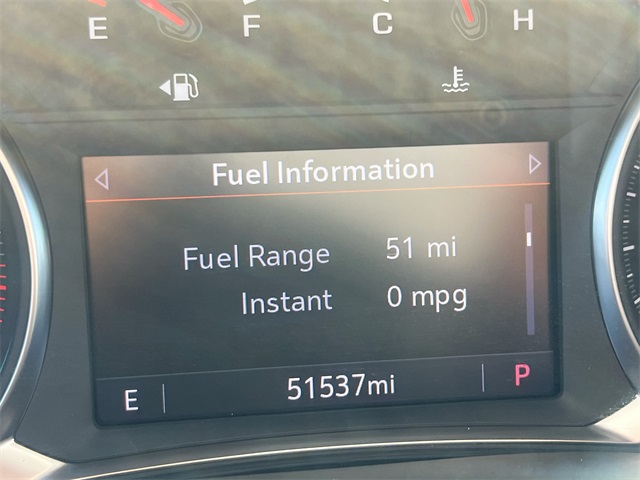 E F C H
Fuel Information
Fuel Range 51 mi
Instant 0 mpg
E 51537mi P